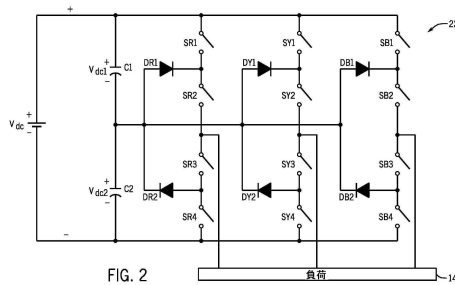 +
22
SR1
SY1
SB1
+
Vdc1
C1
−
DR1
DY1
DB1
SR2
SY2
SB2
+
Vdc
−
+
Vdc2
C2
−
SR3
SY3
SB3
DR2
DY2
DB2
SR4
SY4
SB4
−
FIG. 2
負荷
14